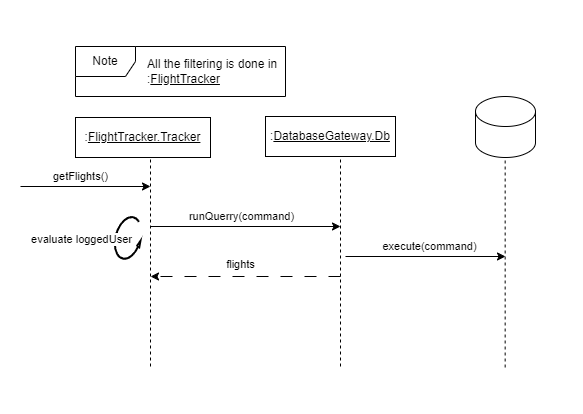 Note
All the filtering is done in
:FlightTracker
:FlightTracker.Tracker
:DatabaseGateway.Db
getFlights()
runQuerry(command)
evaluate loggedUser
execute(command)
flights